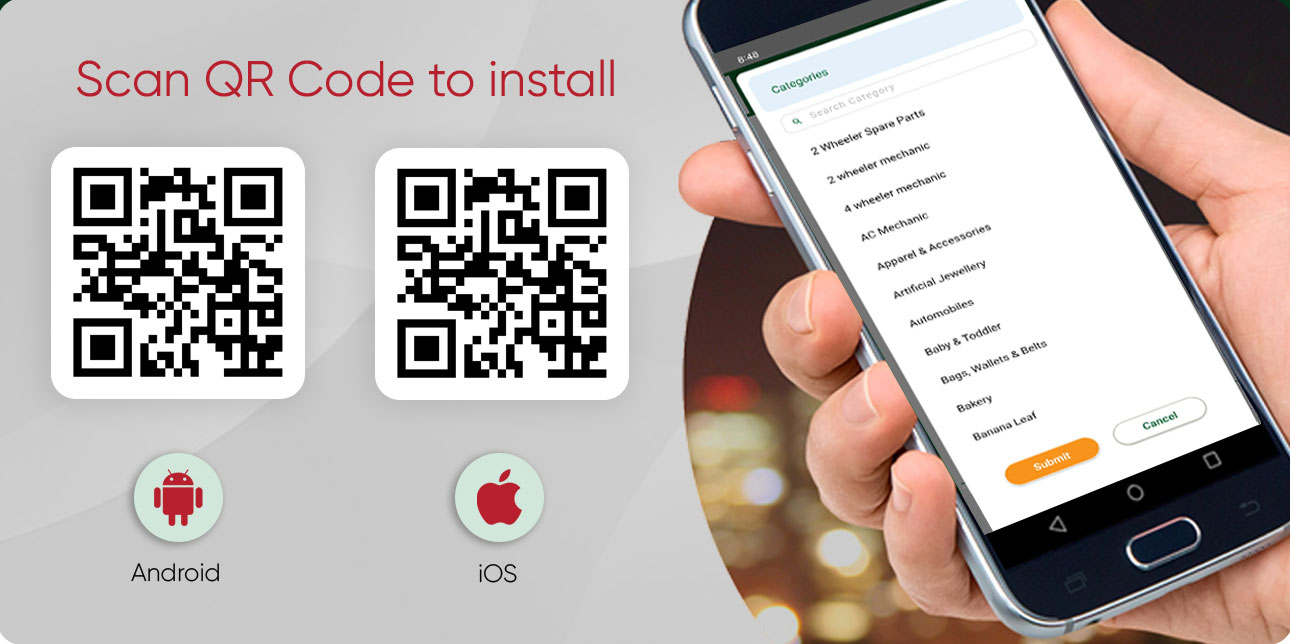 Scan QR Code to install
Android
iOS
6:48
Categories
Search Category
2 Wheeler Spare Parts
2 wheeler mechanic
4 wheeler mechanic
AC Mechanic
Apparel & Accessories
Artificial Jewellery
Automobiles
Baby & Toddler
Bags, Wallets & Belts
Bakery
Banana Leaf
Submit
Cancel